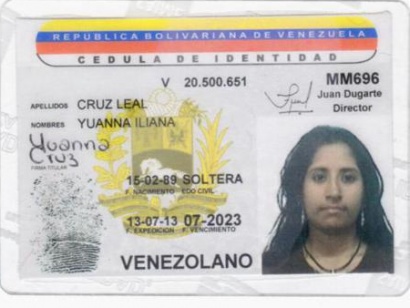 REPUBLICA BOLIVARIANA DE VENEZUELA
CEDULA DE IDENTIDAD
V 20.500.651
MM696
Juan Dugarte
Director
APELLIDOS CRUZ LEAL
NOMBRES YUANNA ILIANA
Yuanna
Cruz
FIRMA TITULAR
15-02-89 SOLTERA
F. NACIMIENTO EDO CIVIL
13-07-13 07-2023
F. EXPEDICION F. VENCIMIENTO
VENEZOLANO